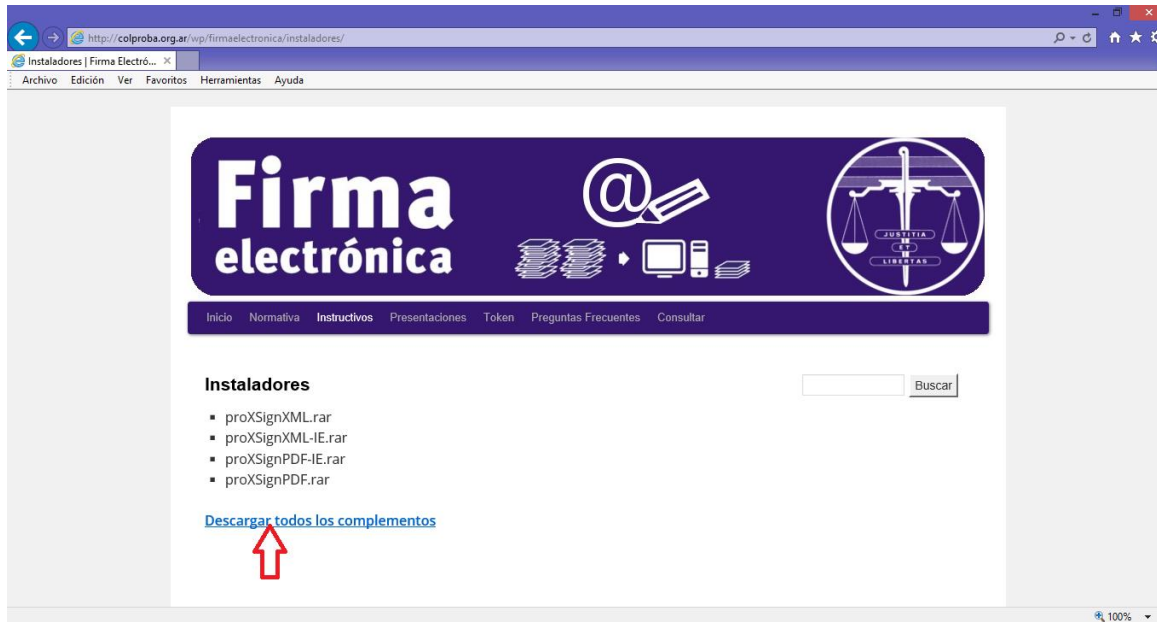 http://colproba.org.ar/wp/firmaelectronica/instaladores/
Instaladores | Firma Electró...
Archivo Edición Ver Favoritos Herramientas Ayuda
Firma
electrónica
@
JUSTITIA
ET
LIBERTAS
Inicio Normativa Instructivos Presentaciones Token Preguntas Frecuentes Consultar
Instaladores
Buscar
proXSignXML.rar
proXSignXML-IE.rar
proXSignPDF-IE.rar
proXSignPDF.rar
Descargar todos los complementos
100%